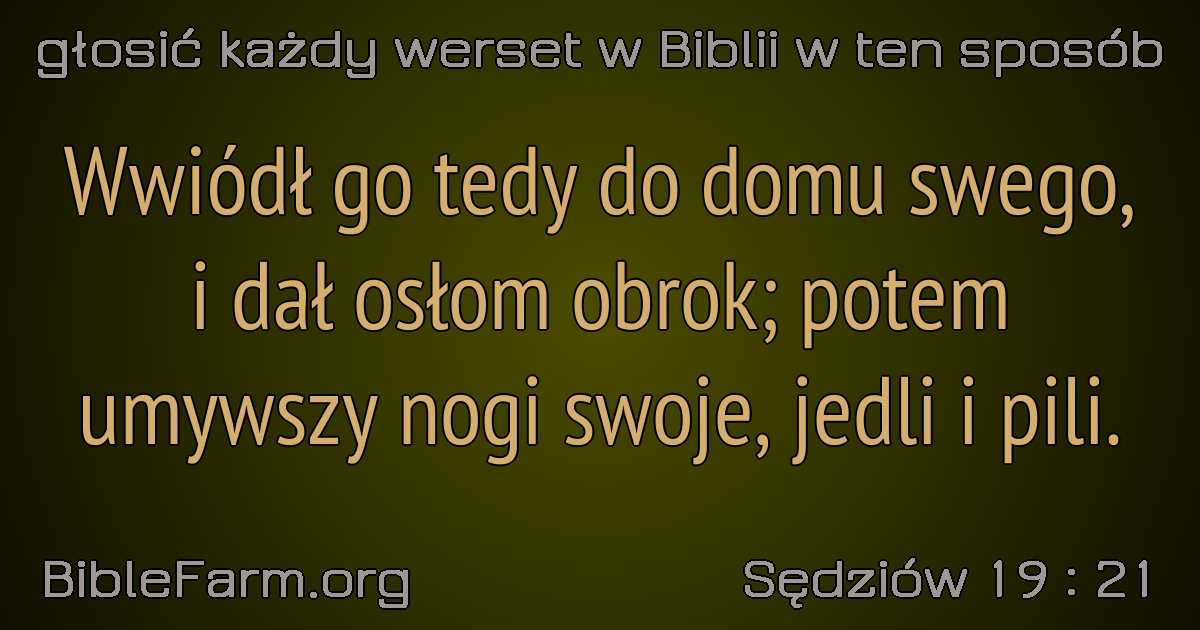 głosić każdy werset w Biblii w ten sposób
Wwiódł go tedy do domu swego,
i dał osłom obrok; potem
umywszy nogi swoje, jedli i pili.
BibleFarm.org
Sędziów 19 : 21